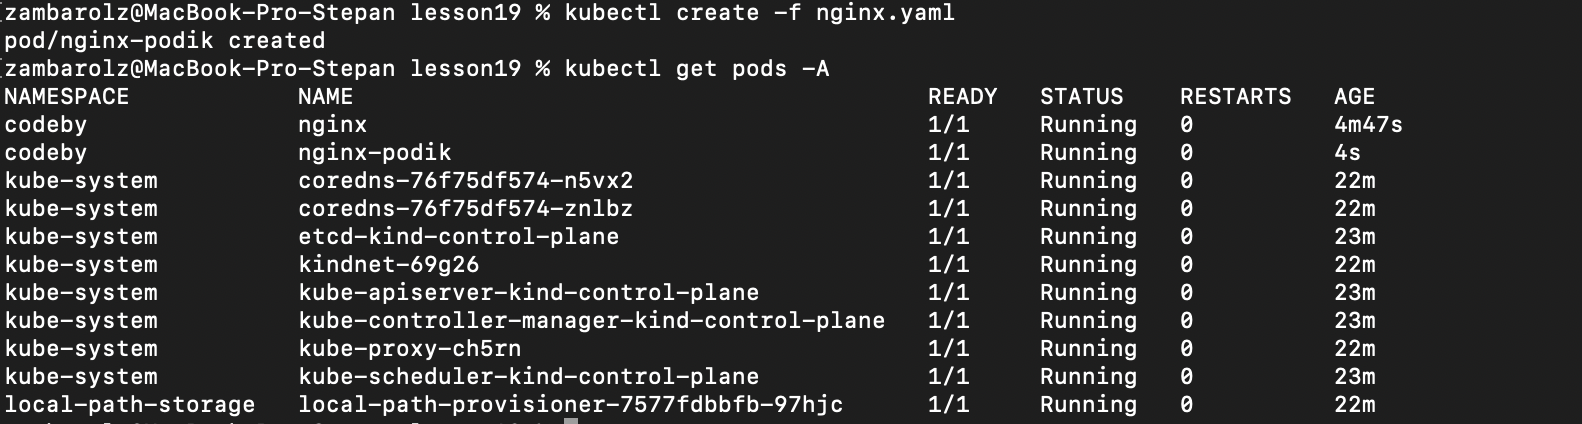 [zambarolz@MacBook-Pro-Stepan lesson19 % kubectl create -f nginx.yaml
pod/nginx-podik created
[zambarolz@MacBook-Pro-Stepan lesson19 % kubectl get pods -A
NAMESPACE NAME READY STATUS RESTARTS AGE
codeby nginx 1/1 Running 0 4m47s
codeby nginx-podik 1/1 Running 0 4s
kube-system coredns-76f75df574-n5vx2 1/1 Running 0 22m
kube-system coredns-76f75df574-znlbz 1/1 Running 0 22m
kube-system etcd-kind-control-plane 1/1 Running 0 23m
kube-system kindnet-69g26 1/1 Running 0 22m
kube-system kube-apiserver-kind-control-plane 1/1 Running 0 23m
kube-system kube-controller-manager-kind-control-plane 1/1 Running 0 23m
kube-system kube-proxy-ch5rn 1/1 Running 0 22m
kube-system kube-scheduler-kind-control-plane 1/1 Running 0 23m
local-path-storage local-path-provisioner-7577fdbbfb-97hjc 1/1 Running 0 22m